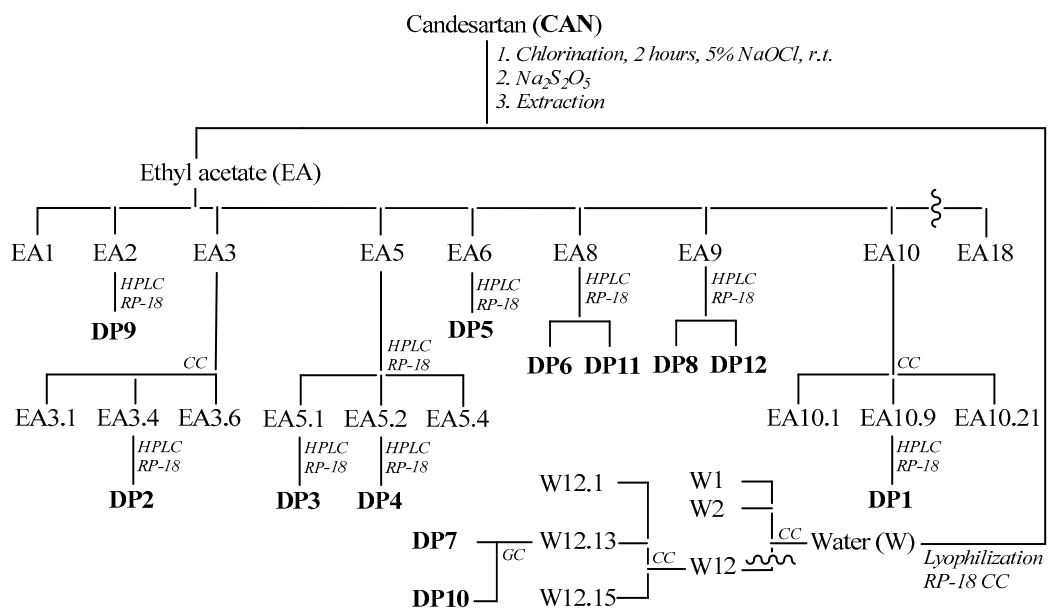 Candesartan (CAN)
1. Chlorination, 2 hours, 5% NaOCl, r.t.
2. Na2S2O5
3. Extraction
Ethyl acetate (EA)
EA1 EA2 EA3 EA5 EA6 EA8 EA9 EA10 EA18
HPLC
RP-18
HPLC
RP-18
HPLC
RP-18
HPLC
RP-18
DP9
DP5
HPLC
RP-18
DP6 DP11 DP8 DP12
CC
CC
EA3.1 EA3.4 EA3.6 EA5.1 EA5.2 EA5.4 EA10.1 EA10.9 EA10.21
HPLC
RP-18
HPLC
RP-18
HPLC
RP-18
HPLC
RP-18
DP2 DP3 DP4 DP1
W12.1 W1
W2
DP7 GC W12.13 CC W12 CC Water (W)
Lyophilization
RP-18 CC
DP10 W12.15